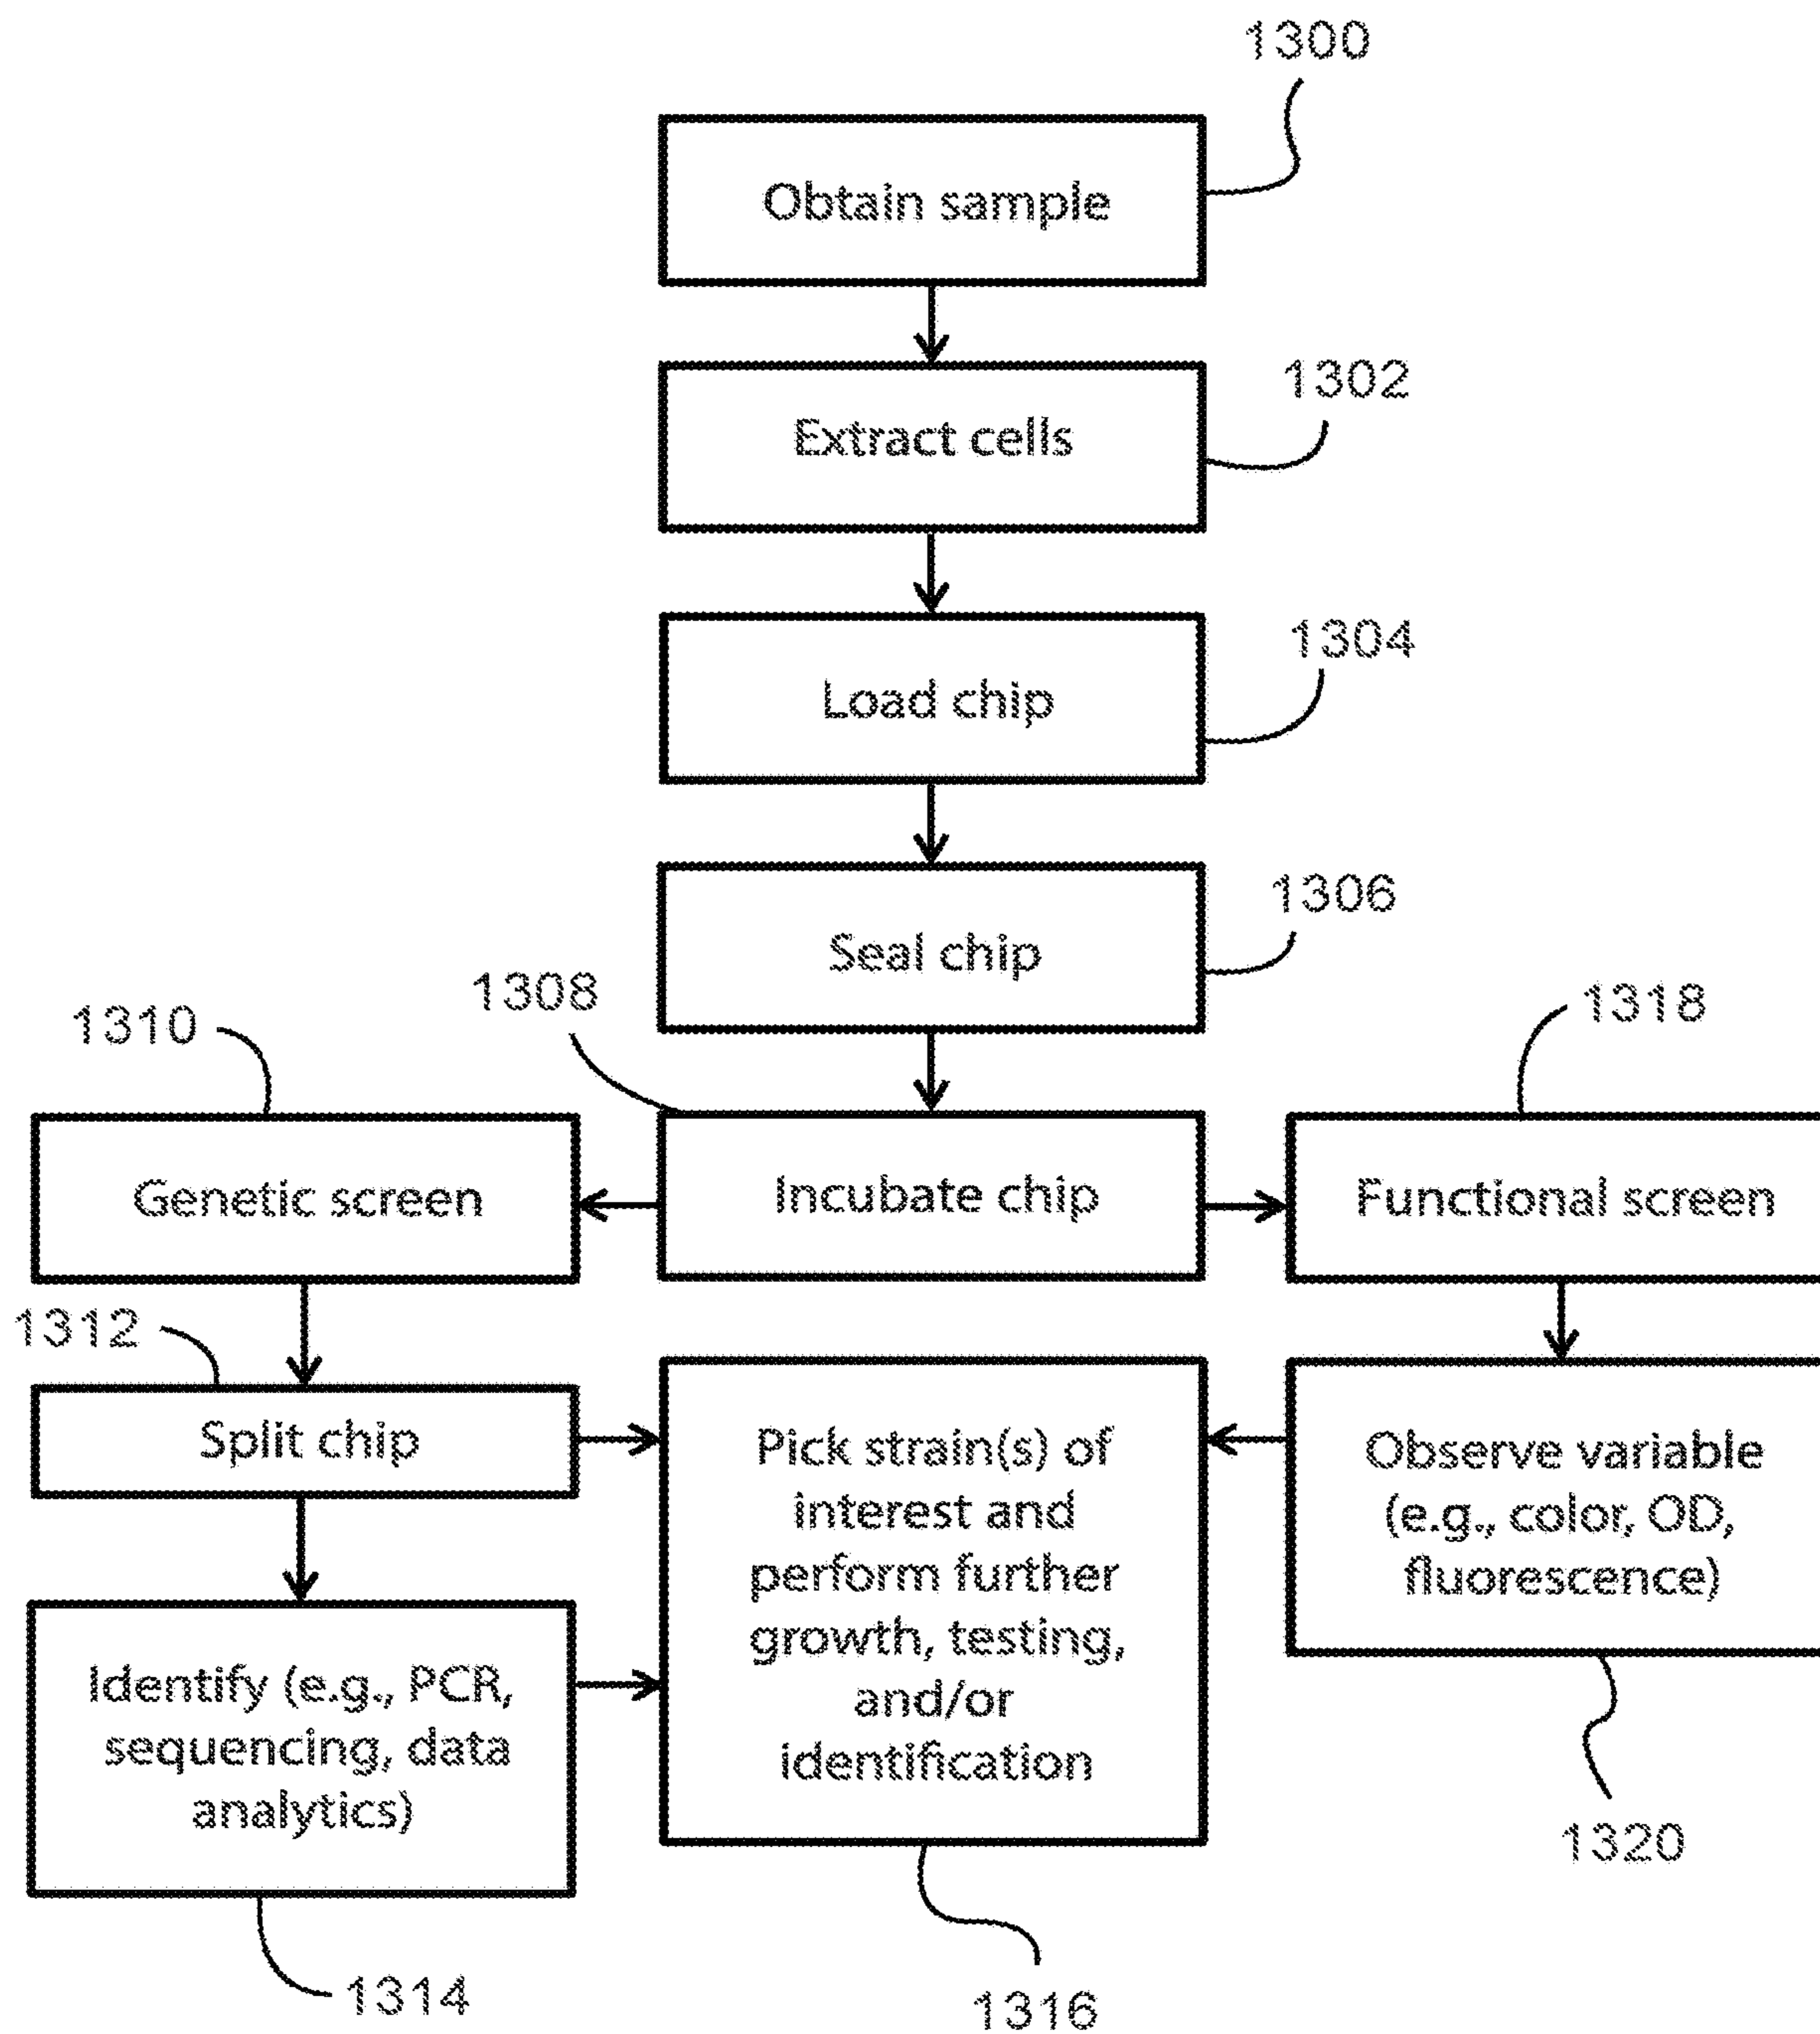 1300
Obtain sample
1302
Extract cells
1304
Load chip
1306
Seal chip
1308
1310
1318
Genetic screen
Incubate chip
Functional screen
1312
Split chip
Pick strain(s) of
interest and
perform further
growth, testing,
and/or
identification
Observe variable
(e.g., color, OD,
fluorescence)
Identify (e.g., PCR,
sequencing, data
analytics)
1320
1314
1316